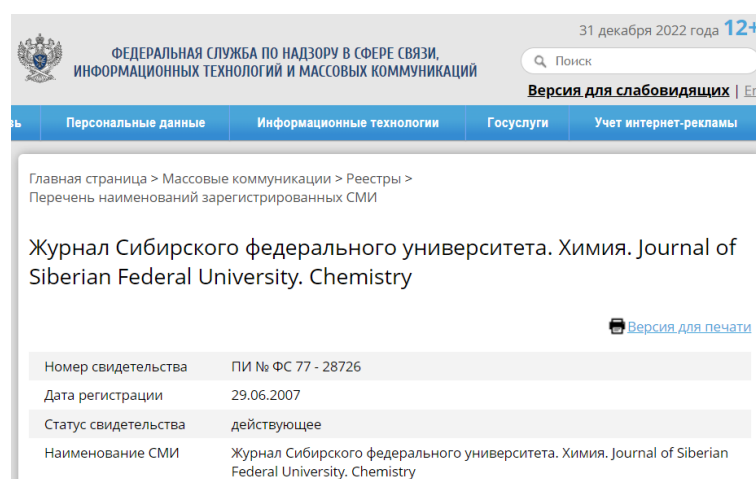 31 декабря 2022 года 12+
ФЕДЕРАЛЬНАЯ СЛУЖБА ПО НАДЗОРУ В СФЕРЕ СВЯЗИ,
ИНФОРМАЦИОННЫХ ТЕХНОЛОГИЙ И МАССОВЫХ КОММУНИКАЦИЙ
Поиск
Версия для слабовидящих |
Персональные данные Информационные технологии Госуслуги Учет интернет-рекламы
Главная страница > Массовые коммуникации > Реестры >
Перечень наименований зарегистрированных СМИ
Журнал Сибирского федерального университета. Химия. Journal of
Siberian Federal University. Chemistry
Версия для печати
Номер свидетельства ПИ № ФС 77 - 28726
Дата регистрации 29.06.2007
Статус свидетельства действующее
Наименование СМИ Журнал Сибирского федерального университета. Химия. Journal of Siberian
Federal University. Chemistry